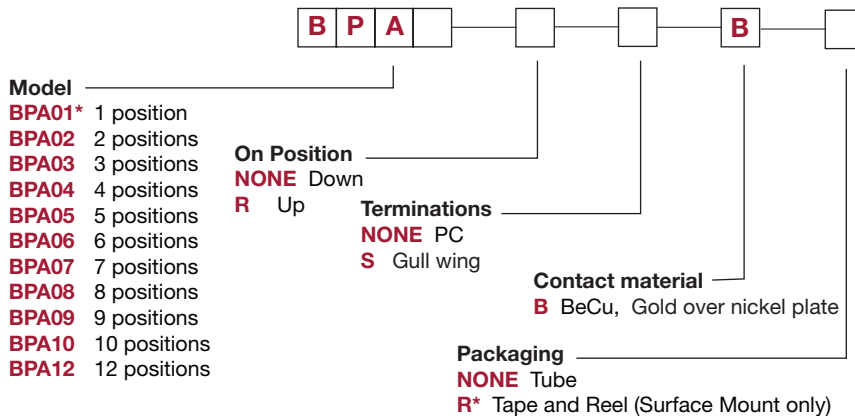 B P A B
Model
BPA01* 1 position
BPA02 2 positions
BPA03 3 positions
BPA04 4 positions
BPA05 5 positions
BPA06 6 positions
BPA07 7 positions
BPA08 8 positions
BPA09 9 positions
BPA10 10 positions
BPA12 12 positions
On Position
NONE Down
R Up
Terminations
NONE PC
S Gull wing
Contact material
B BeCu, Gold over nickel plate
Packaging
NONE Tube
R* Tape and Reel (Surface Mount only)